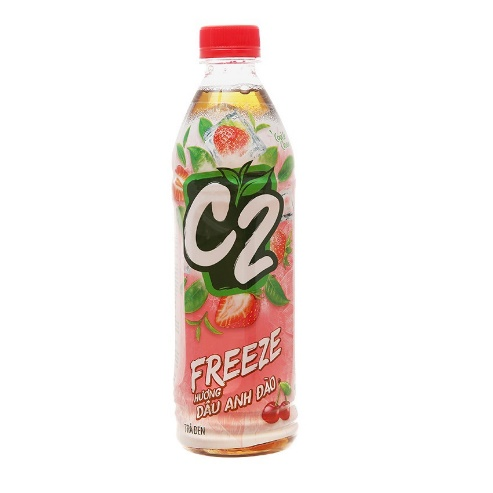 C2
FREEZE
HƯƠNG
DÂU ANH ĐÀO
TRÀ ĐEN